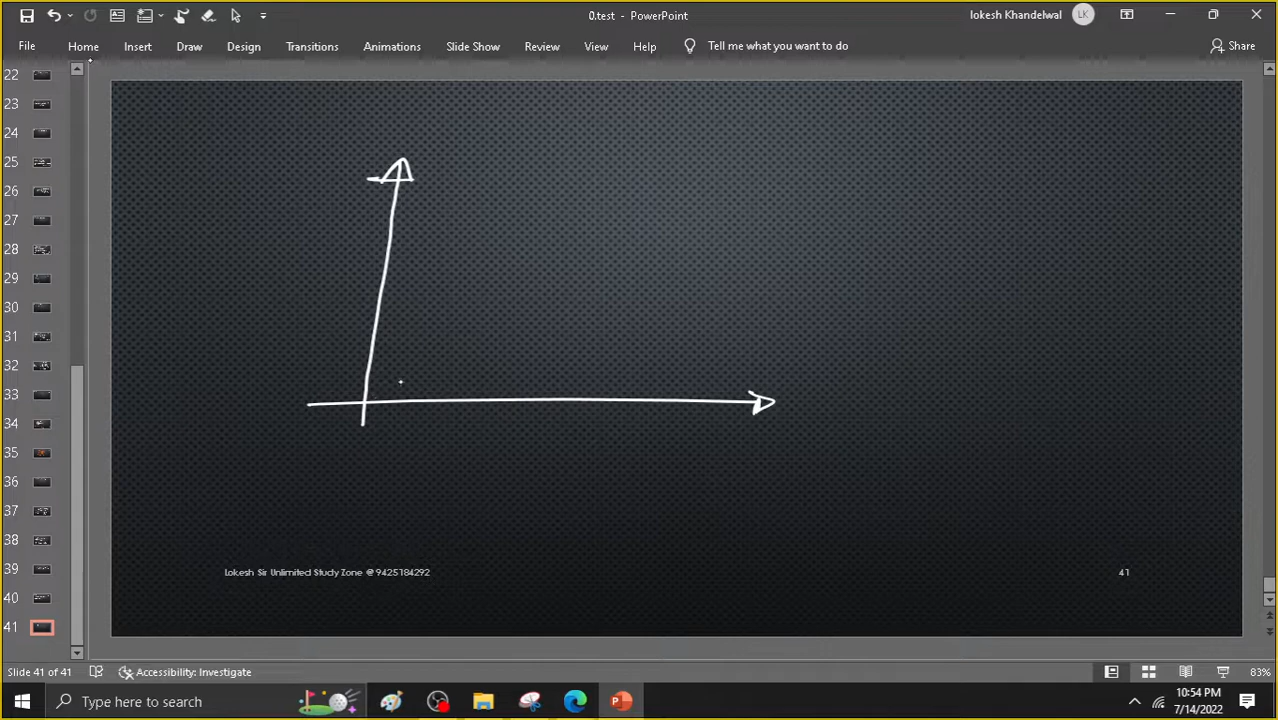 0.test - PowerPoint
lokesh Khandelwal
LK
File Home Insert Draw Design Transitions Animations Slide Show Review View Help Tell me what you want to do Share
22
23
24
25
26
27
28
29
30
31
32
33
34
35
36
37
38
39
40
41
Lokesh Sir Unlimited Study Zone @ 9425184292
41
Slide 41 of 41
Accessibility: Investigate
83%
Type here to search
10:54 PM
7/14/2022